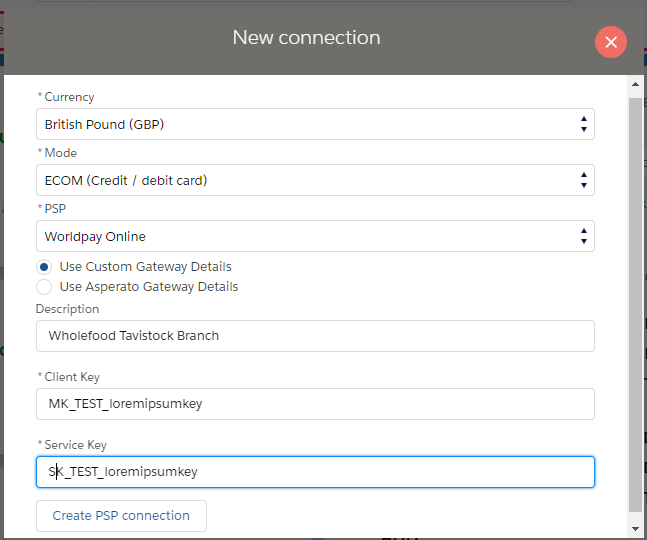 New connection
* Currency
British Pound (GBP)
* Mode
ECOM (Credit / debit card)
* PSP
Worldpay Online
Use Custom Gateway Details
Use Asperato Gateway Details
Description
Wholefood Tavistock Branch
* Client Key
MK_TEST_loremipsumkey
* Service Key
SK_TEST_loremipsumkey
Create PSP connection